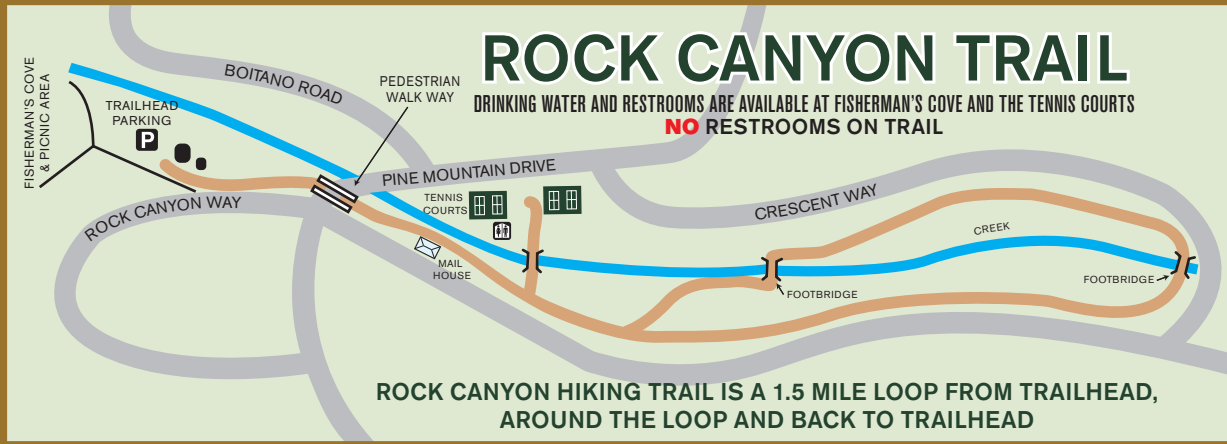 ROCK CANYON TRAIL
DRINKING WATER AND RESTROOMS ARE AVAILABLE AT FISHERMAN'S COVE AND THE TENNIS COURTS
NO RESTROOMS ON TRAIL
FISHERMAN'S COVE
& PICNIC AREA
TRAILHEAD
PARKING
P
BOITANO ROAD
PEDESTRIAN
WALK WAY
PINE MOUNTAIN DRIVE
TENNIS
COURTS
ROCK CANYON WAY
MAIL
HOUSE
CRESCENT WAY
CREEK
FOOTBRIDGE
FOOTBRIDGE
ROCK CANYON HIKING TRAIL IS A 1.5 MILE LOOP FROM TRAILHEAD,
AROUND THE LOOP AND BACK TO TRAILHEAD